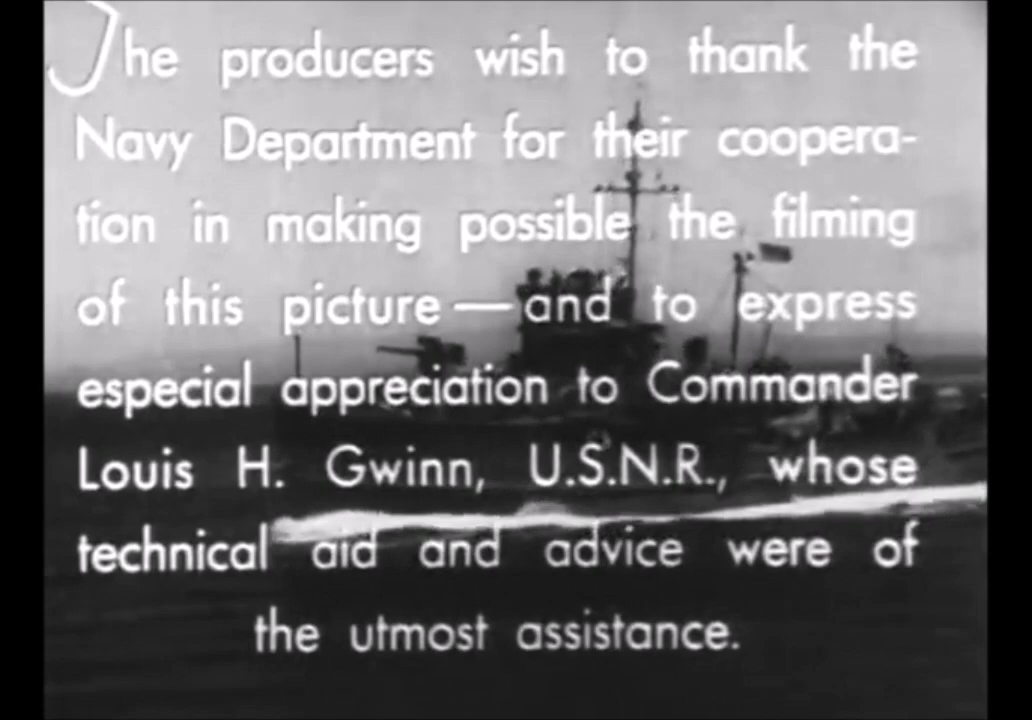 The producers wish to thank the
Navy Department for their coopera-
tion in making possible the filming
of this picture — and to express
especial appreciation to Commander
Louis H. Gwinn, U.S.N.R., whose
technical aid and advice were of
the utmost assistance.